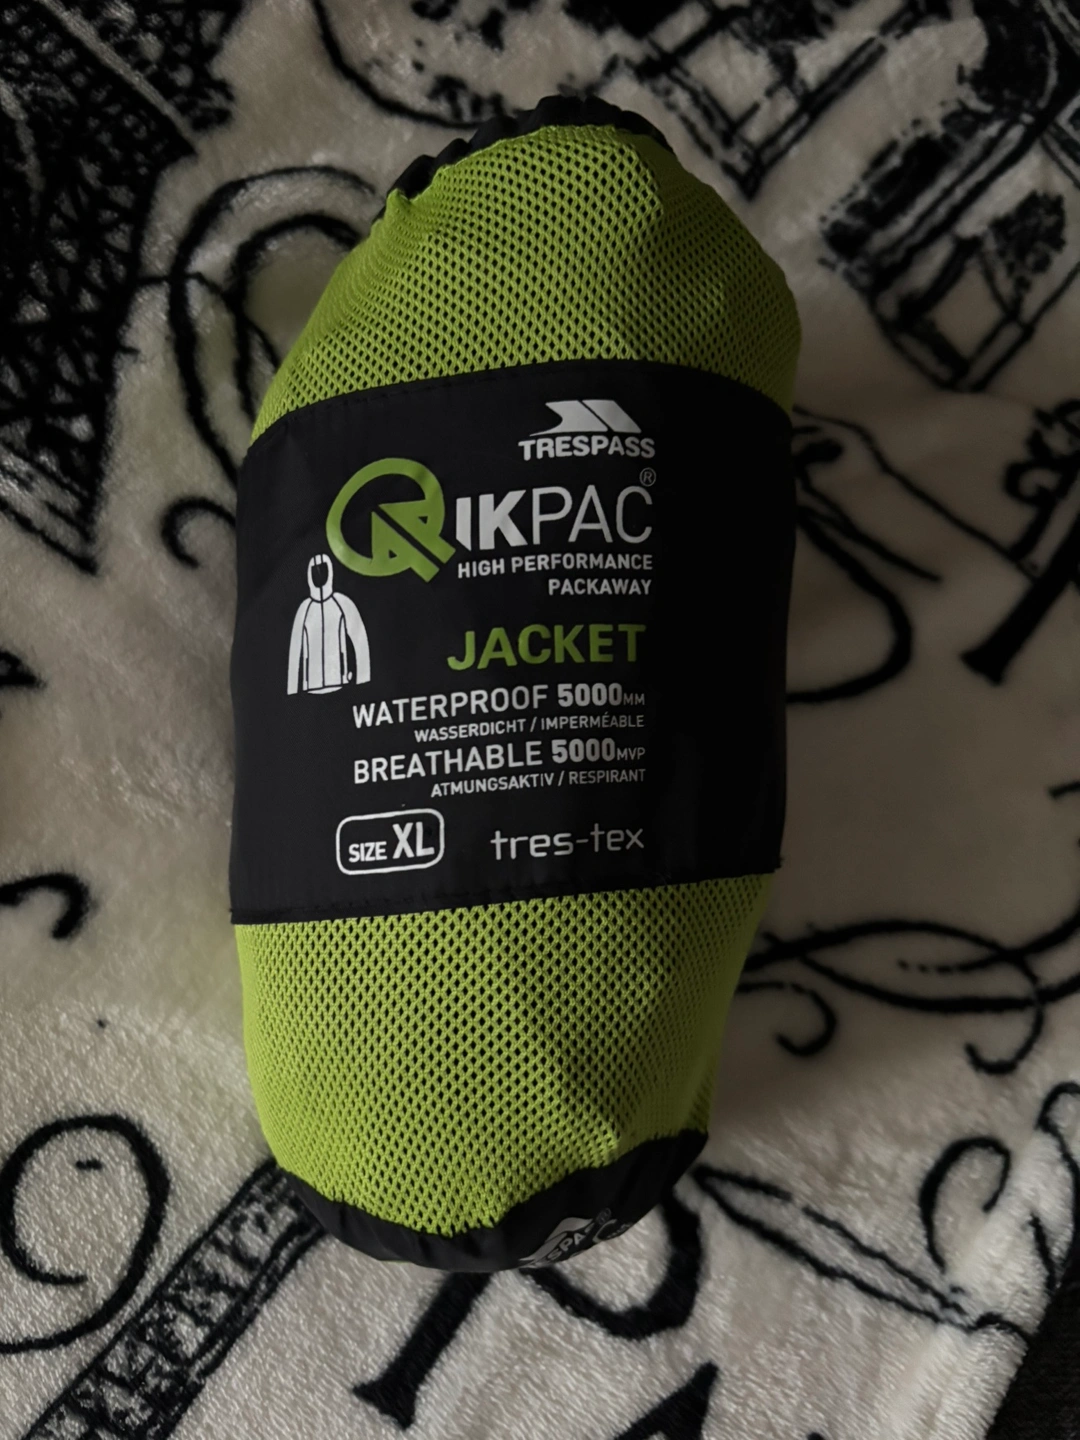 TRESPASS
QIKPAC®
HIGH PERFORMANCE
PACKAWAY
JACKET
WATERPROOF 5000MM
WASSERDICHT / IMPERMÉABLE
BREATHABLE 5000MVP
ATMUNGSAKTIV / RESPIRANT
SIZE XL
tres-tex